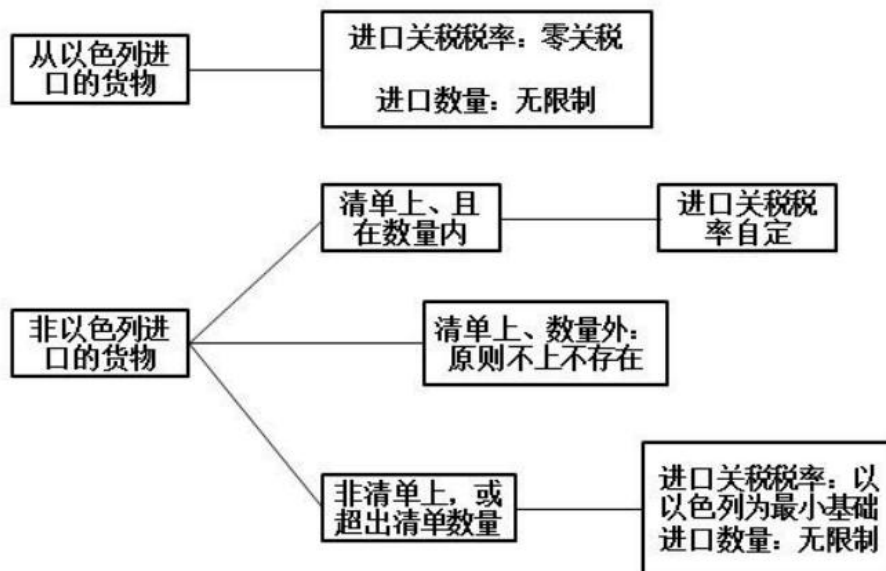 从以色列进
口的货物
进口关税税率：零关税
进口数量：无限制
清单上、且
在数量内
进口关税税
率自定
非以色列进
口的货物
清单上、数量外：
原则不上不存在
非清单上，或
超出清单数量
进口关税税率：以
以色列为最小基础
进口数量：无限制